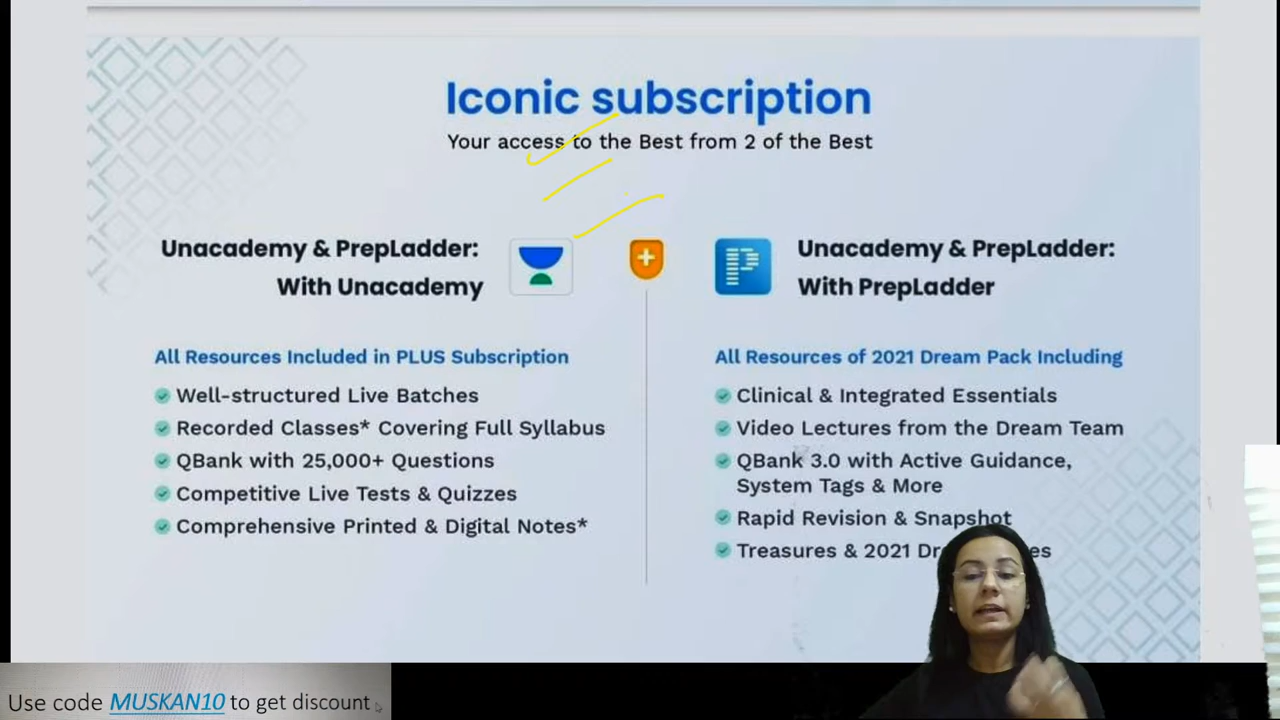 Iconic subscription
Your access to the Best from 2 of the Best
Unacademy & PrepLadder:
With Unacademy
All Resources Included in PLUS Subscription
Well-structured Live Batches
Recorded Classes* Covering Full Syllabus
QBank with 25,000+ Questions
Competitive Live Tests & Quizzes
Comprehensive Printed & Digital Notes*
Unacademy & PrepLadder:
With PrepLadder
All Resources of 2021 Dream Pack Including
Clinical & Integrated Essentials
Video Lectures from the Dream Team
QBank 3.0 with Active Guidance,
System Tags & More
Rapid Revision & Snapshot
Treasures & 2021
Use code MUSKAN10 to get discount